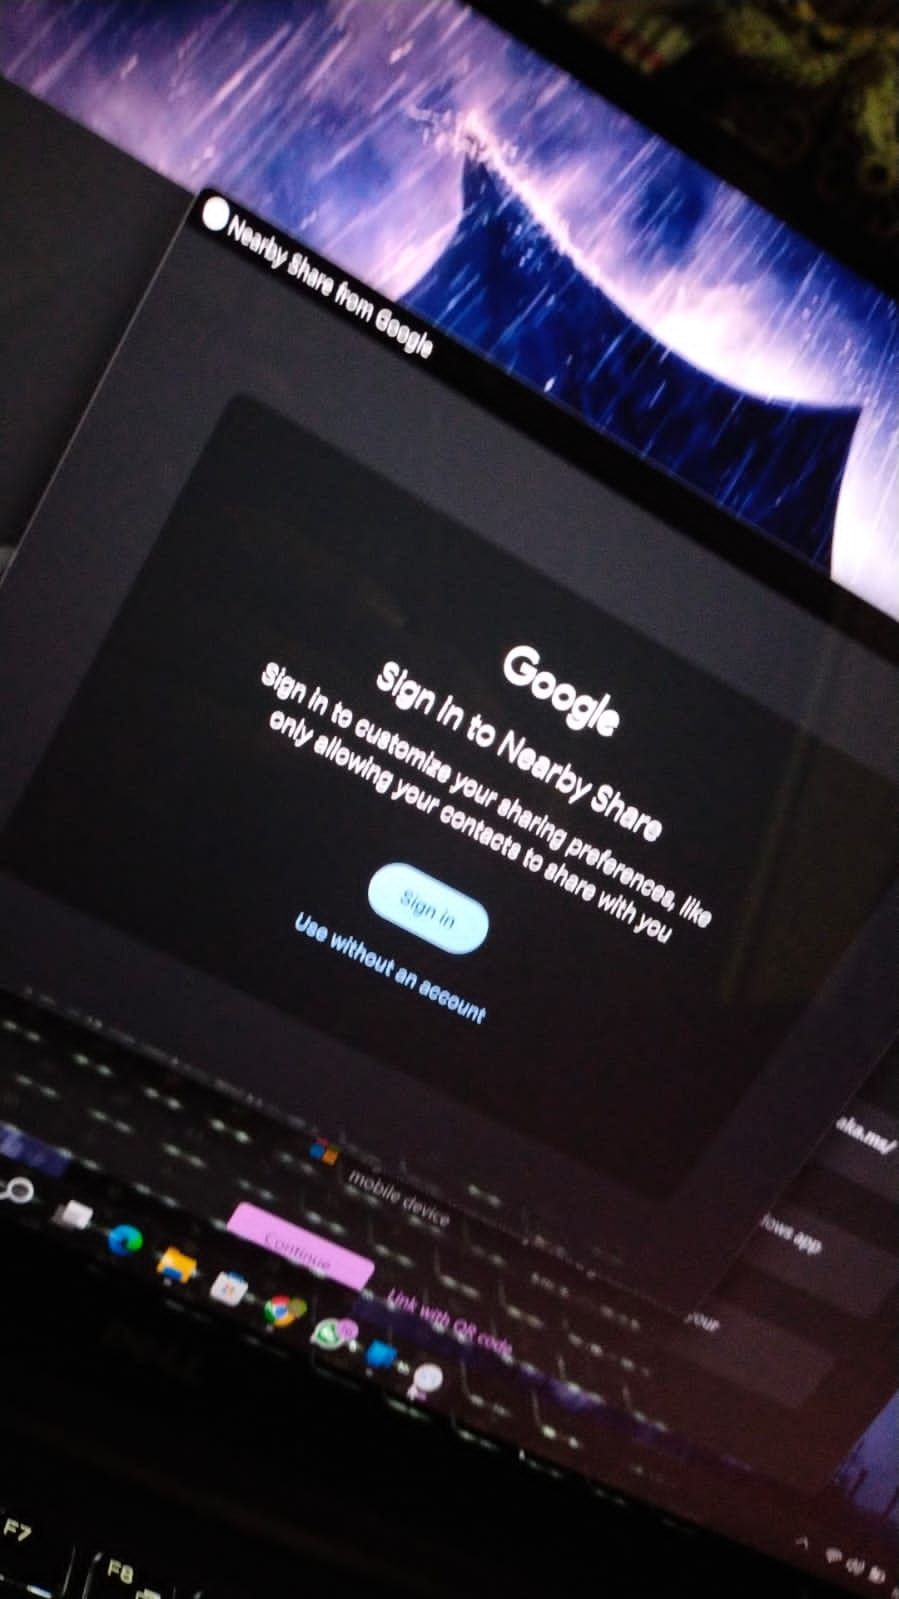 Nearby Share from Google
Google
Sign in to Nearby Share
Sign in to customize your sharing preferences, like
only allowing your contacts to share with you
Sign in
Use without an account
aka.ms/
mobile device
Continue
Link with QR code
your
F7
F8